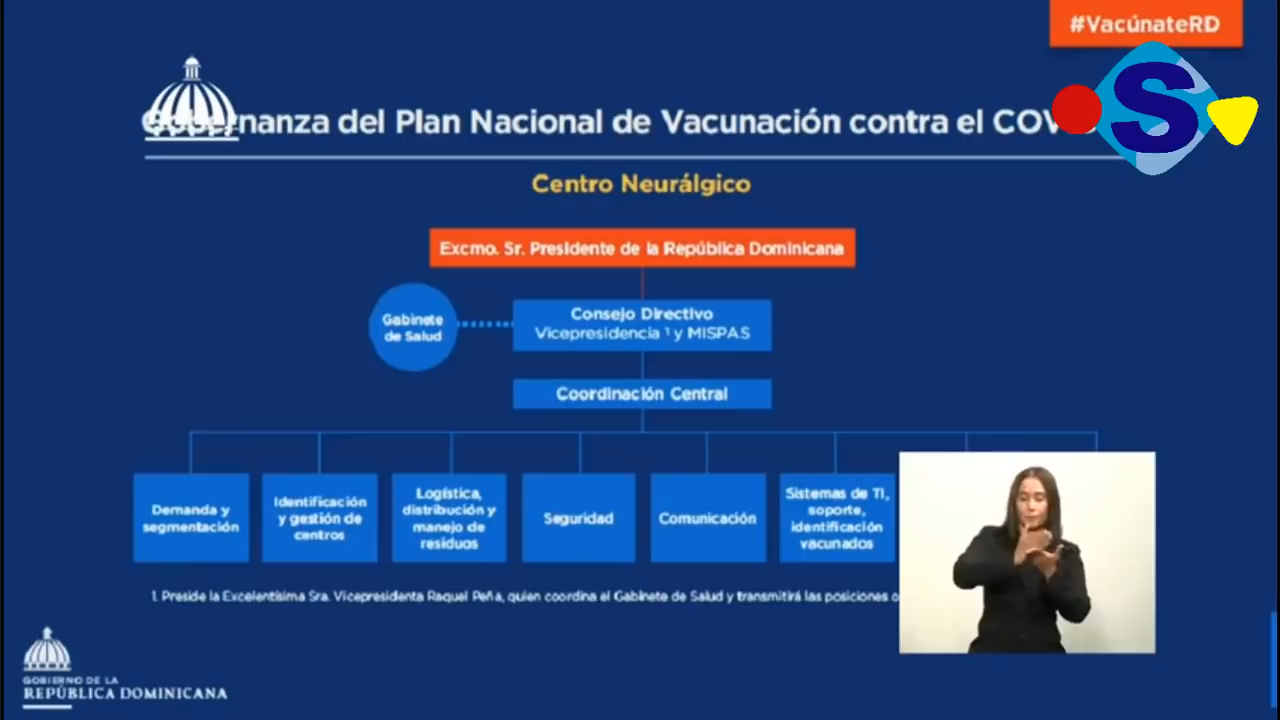 #VacúnateRD
S
Gobernanza del Plan Nacional de Vacunación contra el
Centro Neurálgico
Excmo. Sr. Presidente de la República Dominicana
Gabinete
de Salud
Consejo Directivo
Vicepresidencia ¹ y MISPAS
Coordinación Central
Demanda y
segmentación
Identificación
y gestión de
centros
Logística,
distribución y
manejo de
residuos
Seguridad
Comunicación
Sistemas de TI,
soporte,
identificación
vacunados
1. Preside la Excelentísima Sra. Vicepresidenta Raquel Peña, quien coordina el Gabinete de Salud y transmitirá las posiciones
GOBIERNO DE LA
REPÚBLICA DOMINICANA